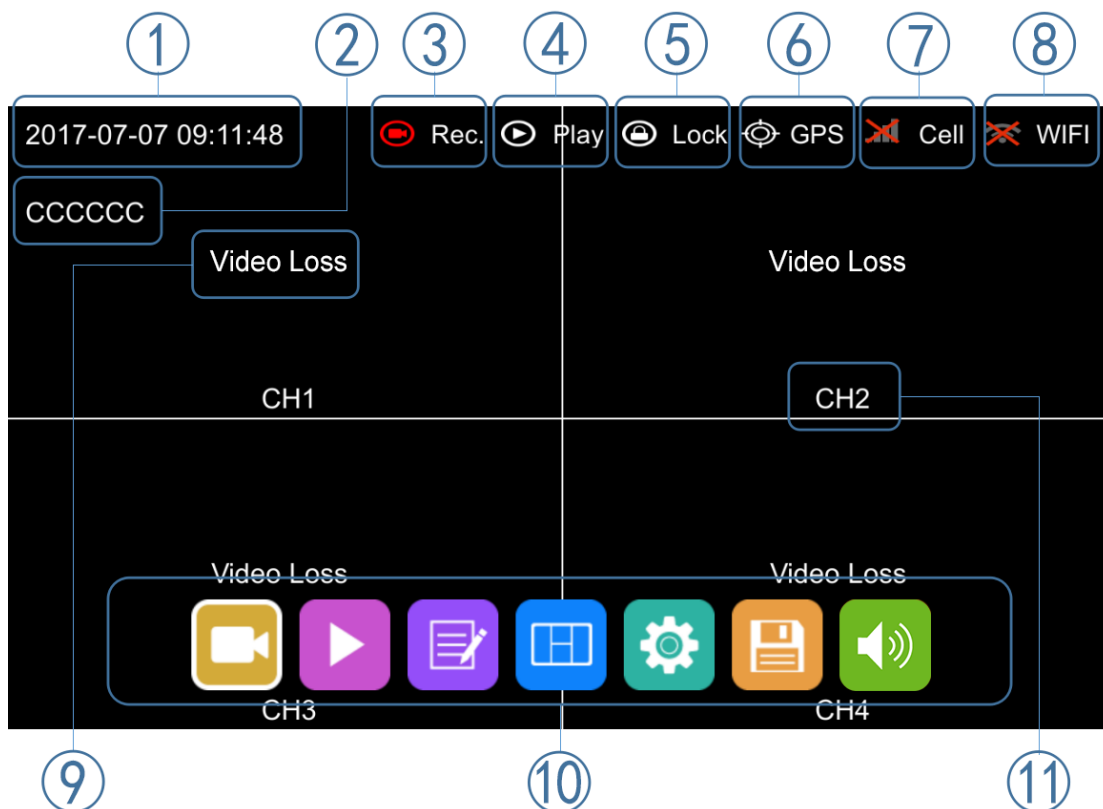 ① ② ③ ④ ⑤ ⑥ ⑦ ⑧
2017-07-07 09:11:48 Rec. Play Lock GPS Cell WIFI
CCCCCC
Video Loss Video Loss
CH1 CH2
Video Loss Video Loss
CH3 CH4
⑨ ⑩ ⑪